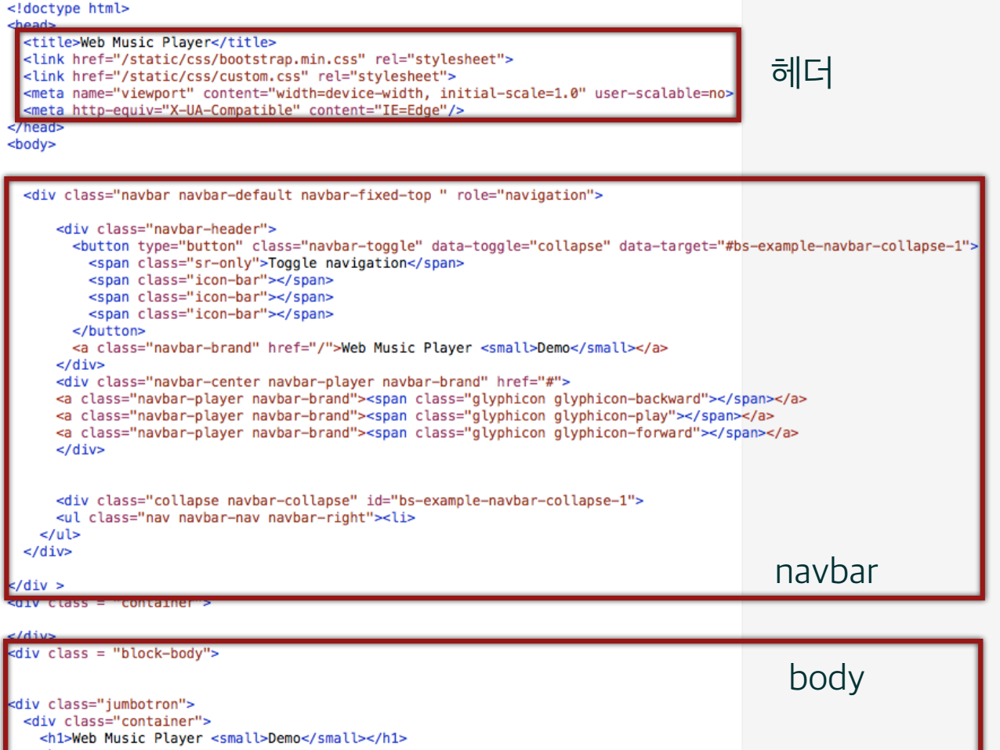 <!doctype html>
<head>
<title>Web Music Player</title>
<link href="/static/css/bootstrap.min.css" rel="stylesheet">
<link href="/static/css/custom.css" rel="stylesheet">
<meta name="viewport" content="width=device-width, initial-scale=1.0" user-scalable=no>
<meta http-equiv="X-UA-Compatible" content="IE=Edge"/>
</head>
<body>
헤더
<div class="navbar navbar-default navbar-fixed-top " role="navigation">
<div class="navbar-header">
<button type="button" class="navbar-toggle" data-toggle="collapse" data-target="#bs-example-navbar-collapse-1">
<span class="sr-only">Toggle navigation</span>
<span class="icon-bar"></span>
<span class="icon-bar"></span>
<span class="icon-bar"></span>
</button>
<a class="navbar-brand" href="/">Web Music Player <small>Demo</small></a>
</div>
<div class="navbar-center navbar-player navbar-brand" href="#">
<a class="navbar-player navbar-brand"><span class="glyphicon glyphicon-backward"></span></a>
<a class="navbar-player navbar-brand"><span class="glyphicon glyphicon-play"></span></a>
<a class="navbar-player navbar-brand"><span class="glyphicon glyphicon-forward"></span></a>
</div>
<div class="collapse navbar-collapse" id="bs-example-navbar-collapse-1">
<ul class="nav navbar-nav navbar-right"><li>
</ul>
</div>
</div >
navbar
<div class = "container">
</div>
<div class = "block-body">
body
<div class="jumbotron">
<div class="container">
<h1>Web Music Player <small>Demo</small></h1>